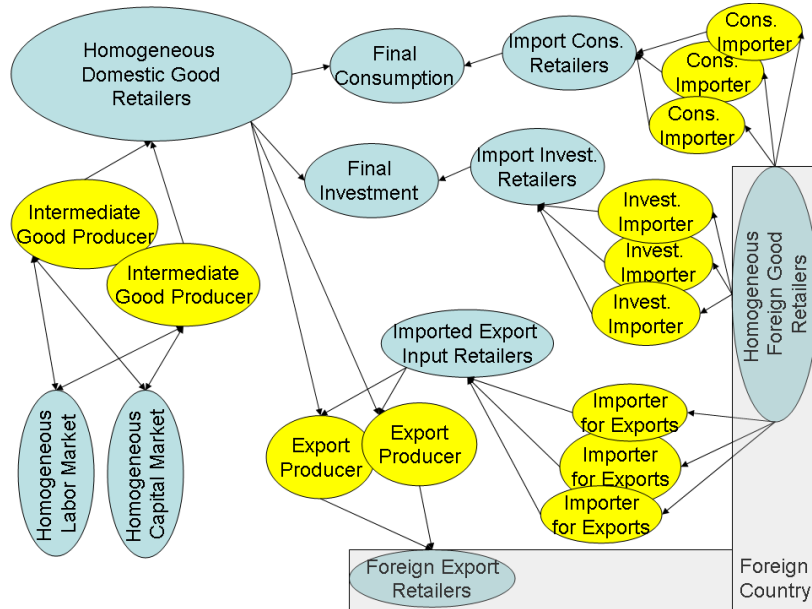 Homogeneous
Domestic Good
Retailers
Final
Consumption
Import Cons.
Retailers
Cons.
Importer
Cons.
Importer
Cons.
Importer
Final
Investment
Import Invest.
Retailers
Intermediate
Good Producer
Intermediate
Good Producer
Invest.
Importer
Invest.
Importer
Invest.
Importer
Homogeneous
Foreign Good
Retailers
Imported Export
Input Retailers
Homogeneous
Labor Market
Homogeneous
Capital Market
Export
Producer
Export
Producer
Importer
for Exports
Importer
for Exports
Importer
for Exports
Foreign Export
Retailers
Foreign
Country